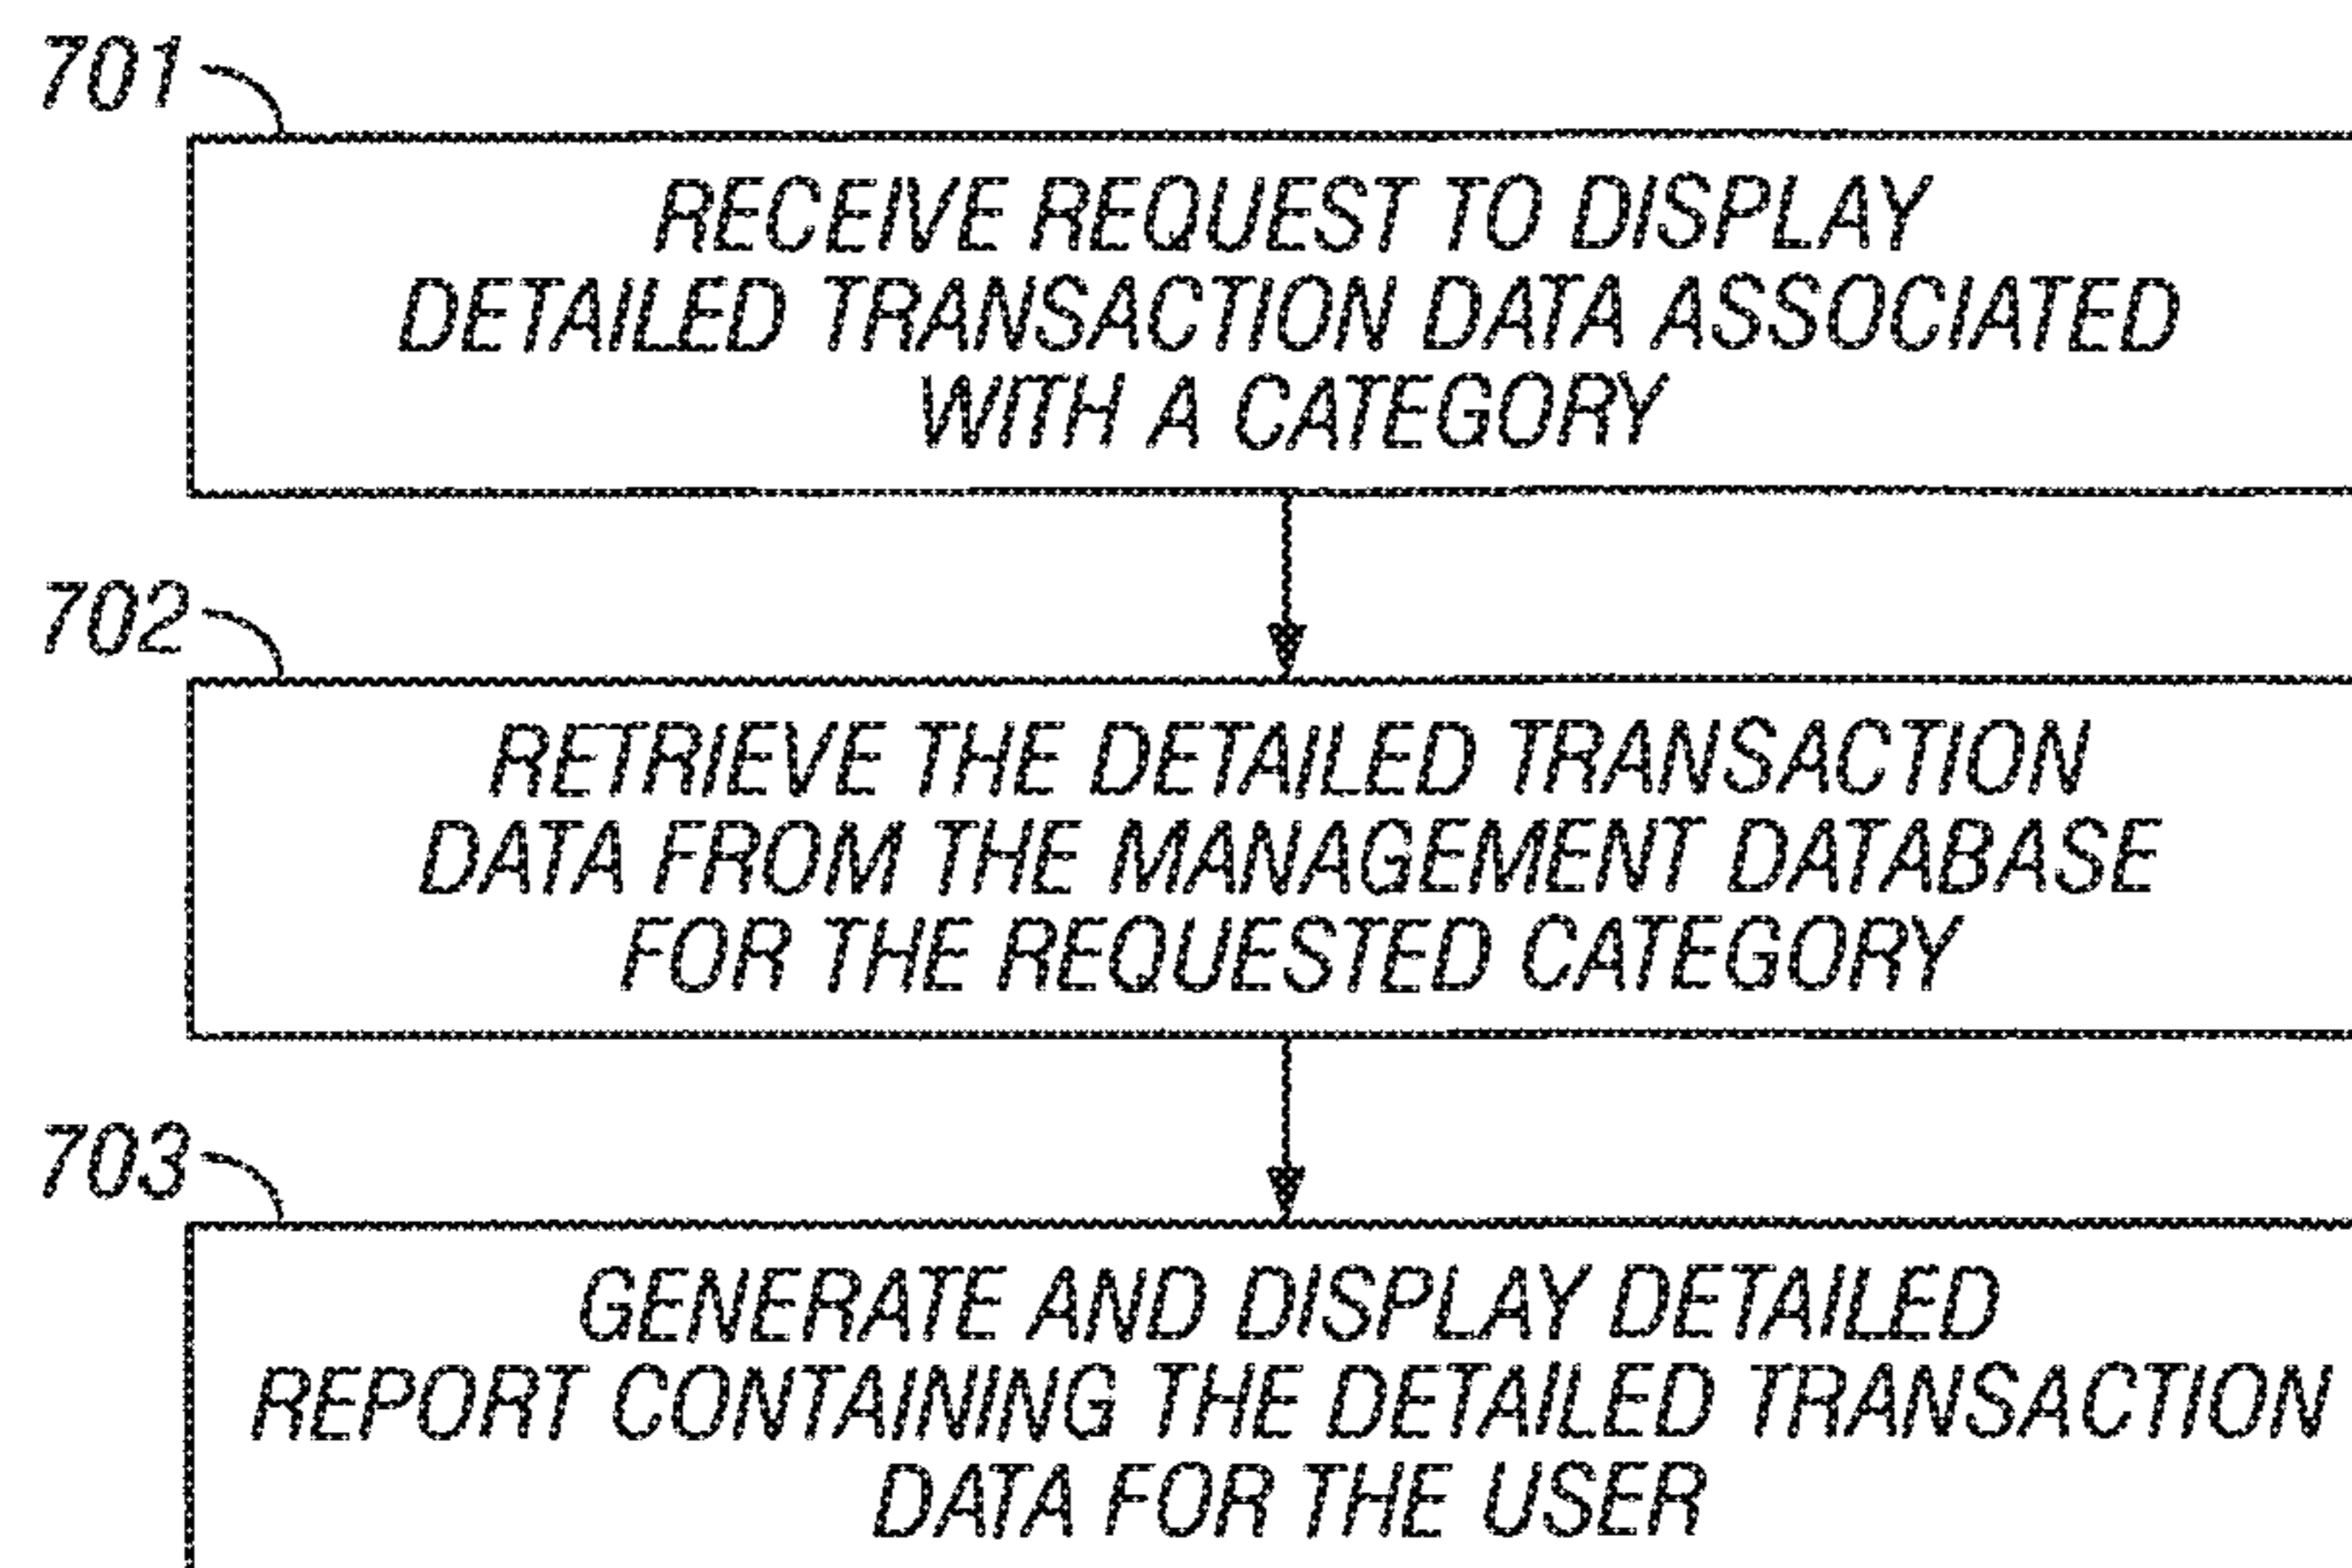 701
RECEIVE REQUEST TO DISPLAY
DETAILED TRANSACTION DATA ASSOCIATED
WITH A CATEGORY
702
RETRIEVE THE DETAILED TRANSACTION
DATA FROM THE MANAGEMENT DATABASE
FOR THE REQUESTED CATEGORY
703
GENERATE AND DISPLAY DETAILED
REPORT CONTAINING THE DETAILED TRANSACTION
DATA FOR THE USER